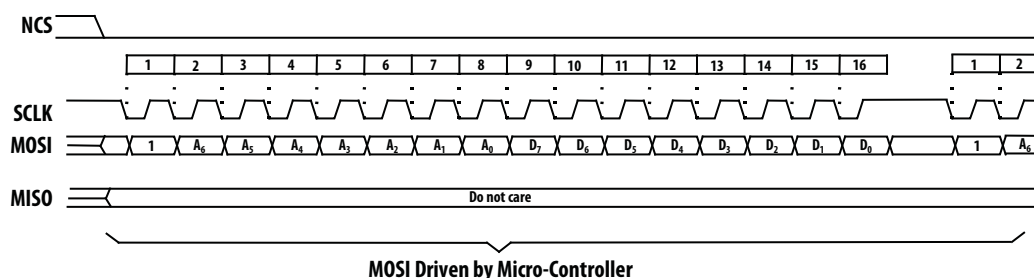 NCS
1 2 3 4 5 6 7 8 9 10 11 12 13 14 15 16 1 2
SCLK
MOSI 1 A₆ A₅ A₄ A₃ A₂ A₁ A₀ D₇ D₆ D₅ D₄ D₃ D₂ D₁ D₀ 1 A₆
MISO Do not care
MOSI Driven by Micro-Controller